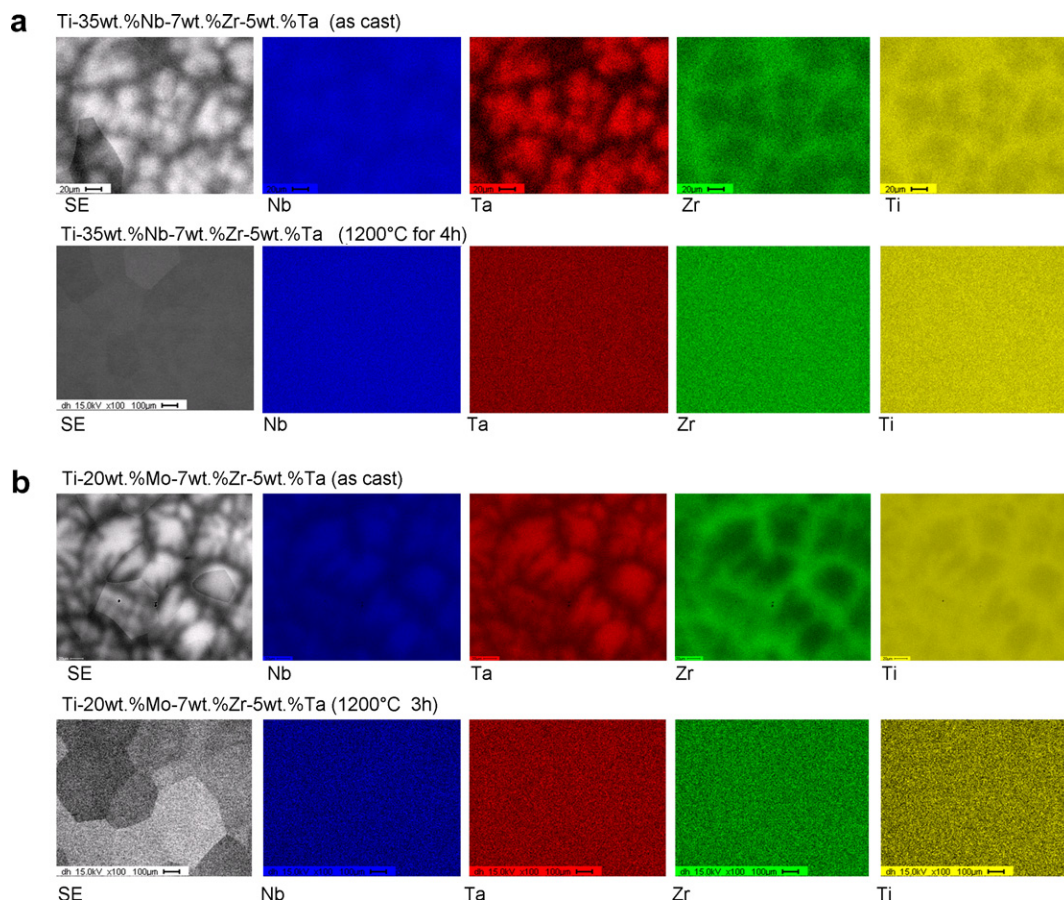 a
Ti-35wt.%Nb-7wt.%Zr-5wt.%Ta (as cast)
20µm 20µm 20µm 20µm 20µm
SE Nb Ta Zr Ti
Ti-35wt.%Nb-7wt.%Zr-5wt.%Ta (1200°C for 4h)
dh 15.0kV x100 100µm
SE Nb Ta Zr Ti
b
Ti-20wt.%Mo-7wt.%Zr-5wt.%Ta (as cast)
SE Nb Ta Zr Ti
Ti-20wt.%Mo-7wt.%Zr-5wt.%Ta (1200°C 3h)
dh 15.0kV x100 100µm dh 15.0kV x100 100µm dh 15.0kV x100 100µm dh 15.0kV x100 100µm dh 15.0kV x100 100µm
SE Nb Ta Zr Ti